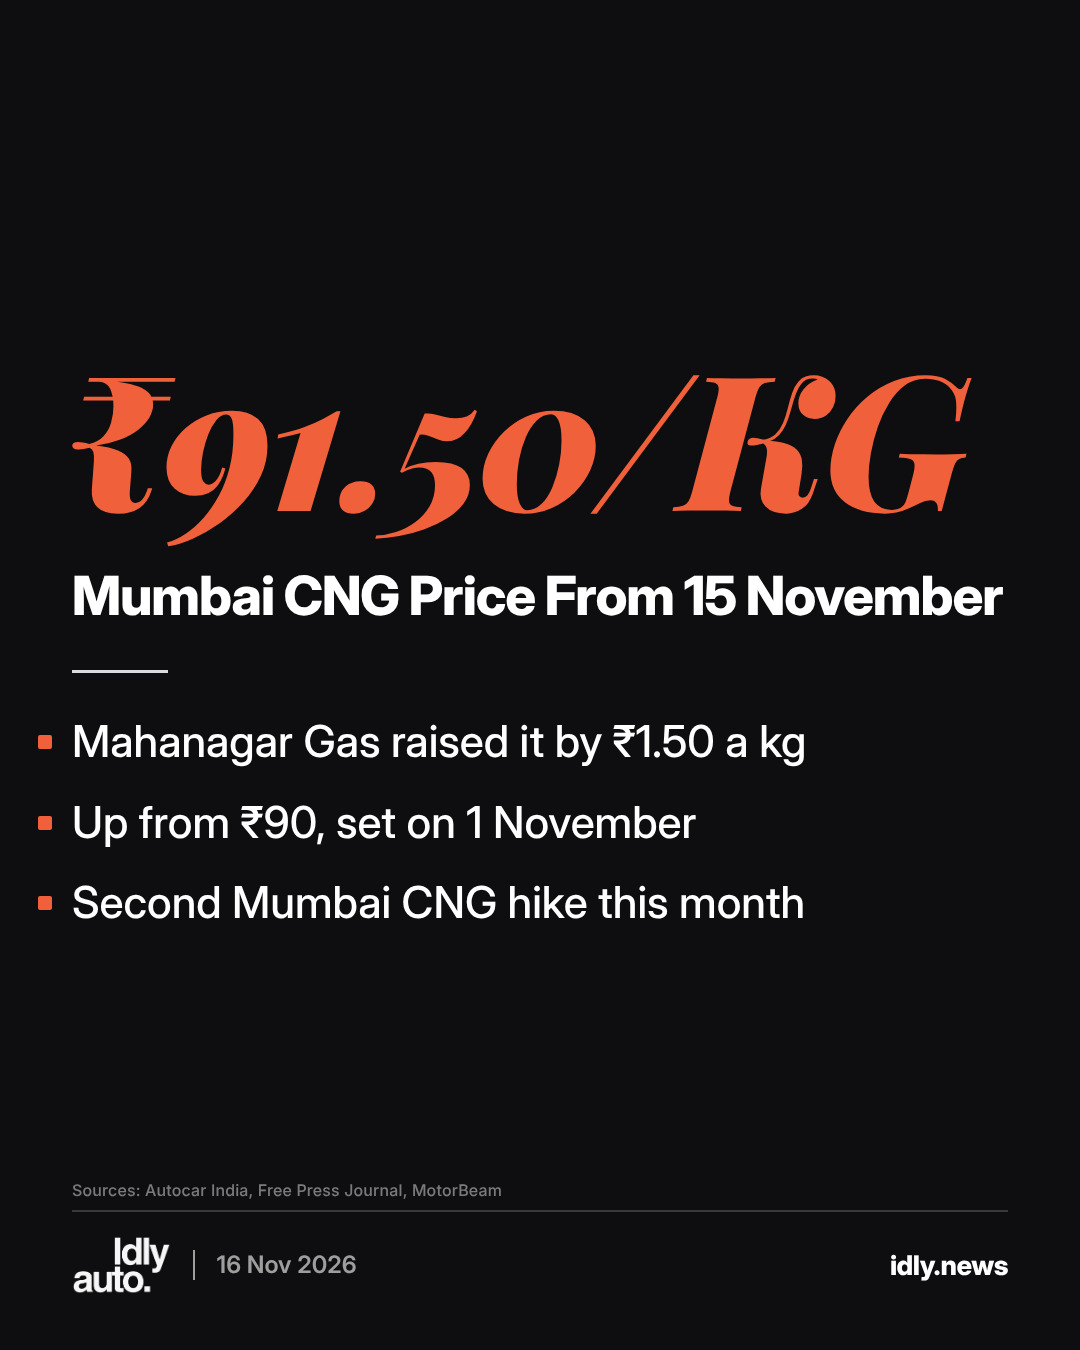 ₹91.50/KG
Mumbai CNG Price From 15 November
Mahanagar Gas raised it by ₹1.50 a kg
Up from ₹90, set on 1 November
Second Mumbai CNG hike this month
Sources: Autocar India, Free Press Journal, MotorBeam
Idly
auto.
16 Nov 2026
idly.news